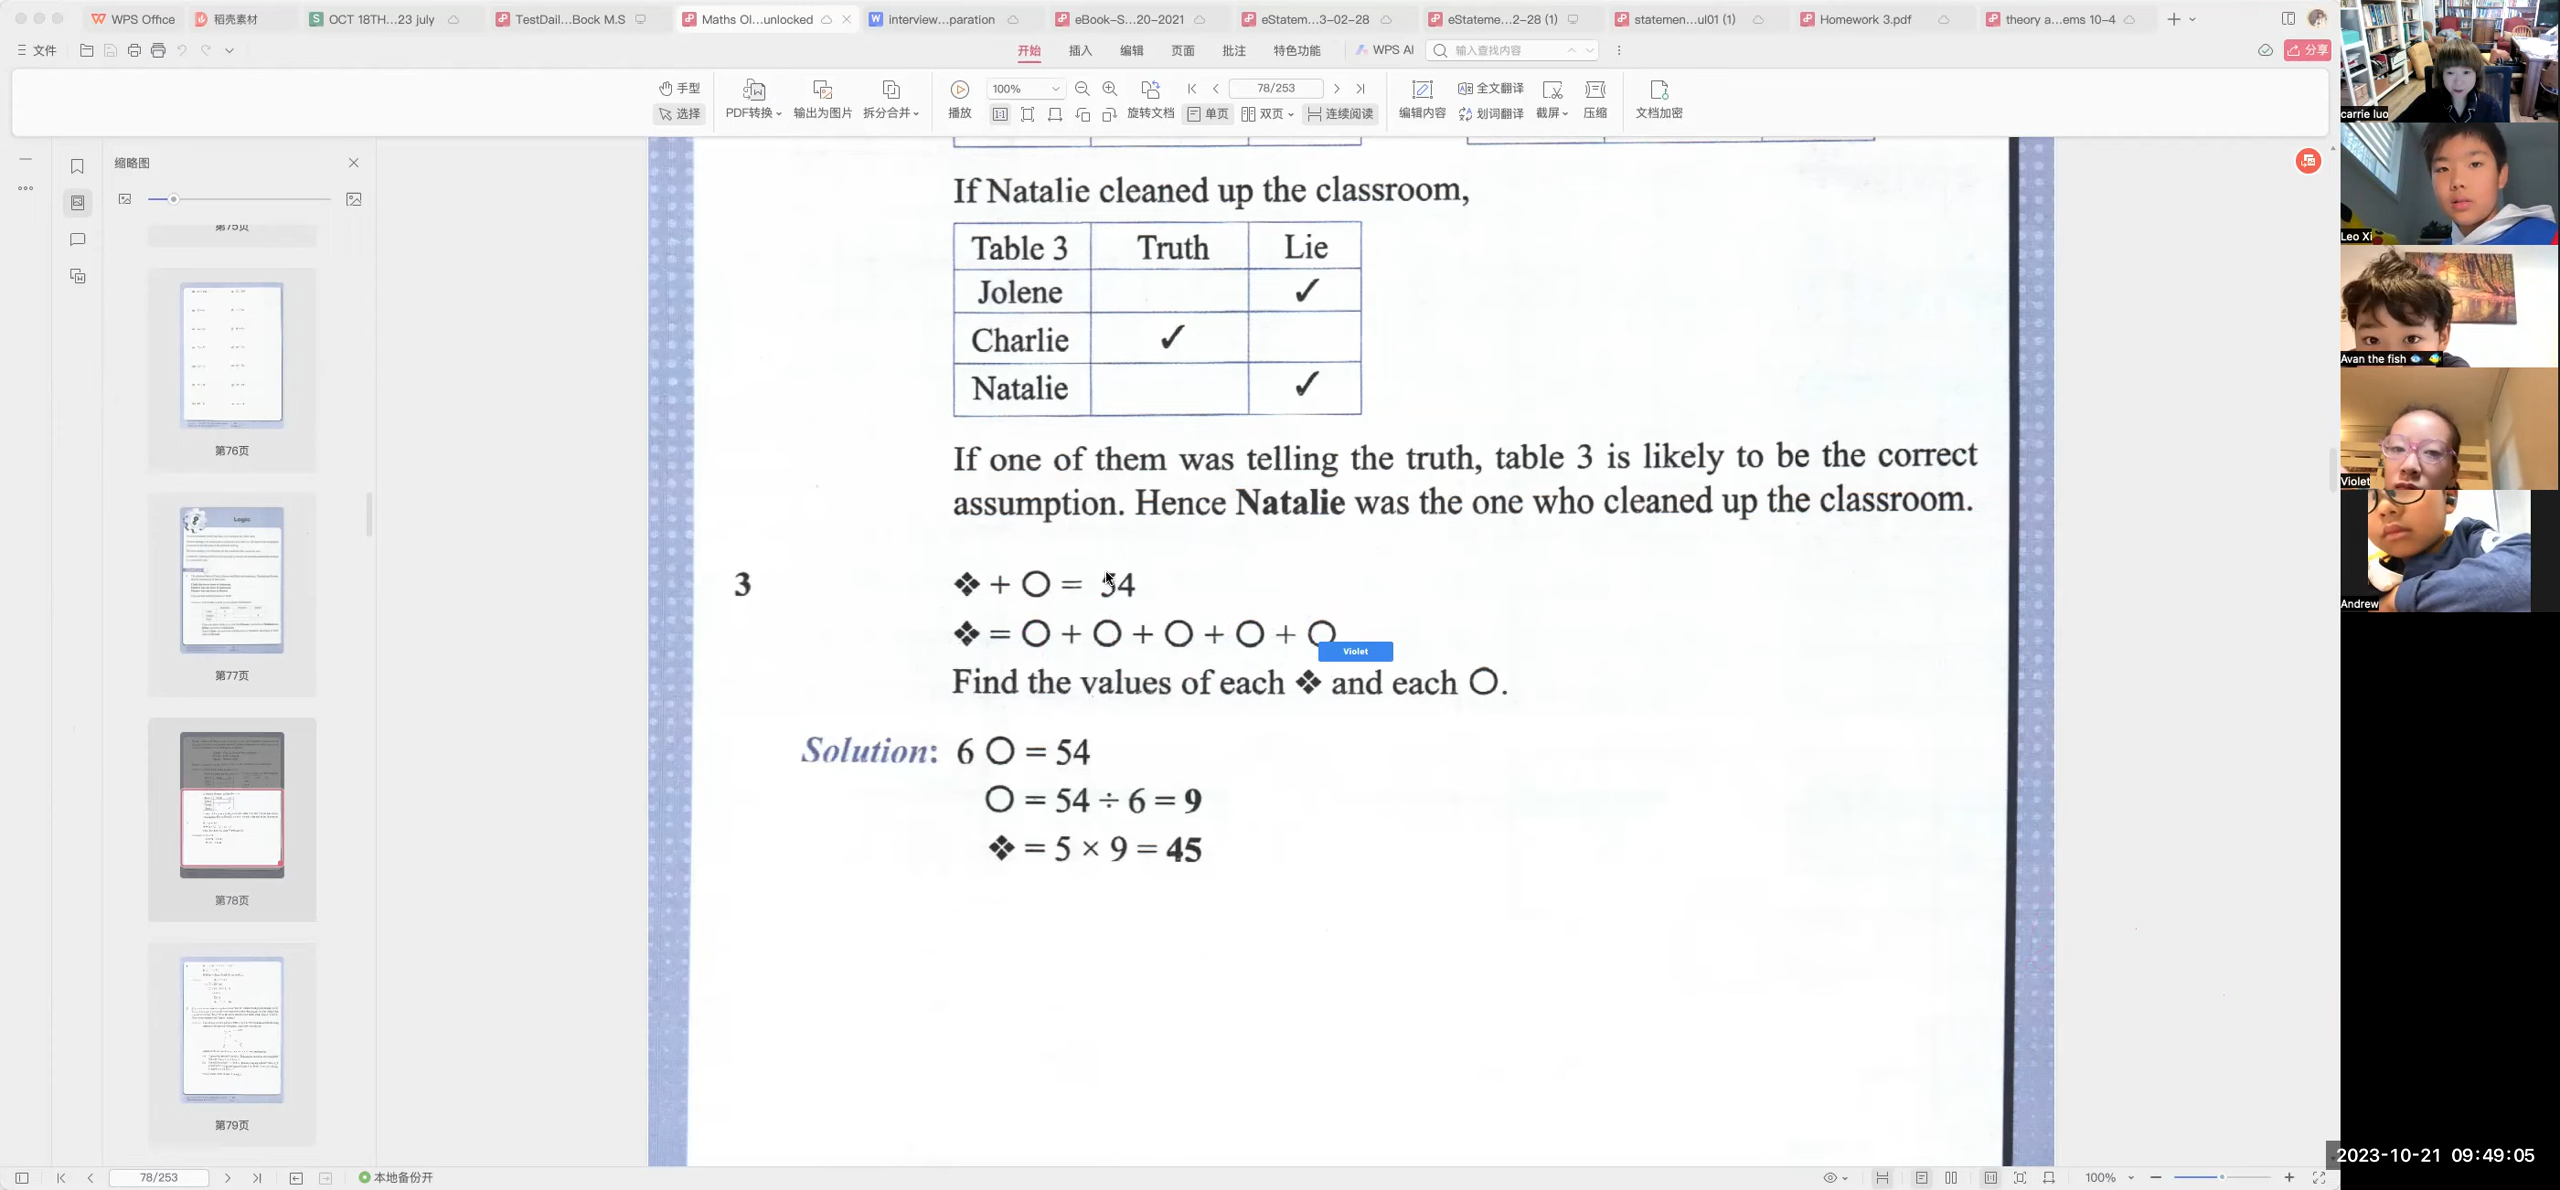 WPS Office 稻壳素材 OCT 18TH...23 july TestDail...Bock M.S Maths Ol...unlocked interview...paration eBook–S...20-2021 eStatem...3-02-28 eStateme...2-28 (1) statemen...ul01 (1) Homework 3.pdf theory a...ems 10-4
文件 开始 插入 编辑 页面 批注 特色功能 WPS AI 输入查找内容 分享
手型 100% 78/253 全文翻译
选择 PDF转换 输出为图片 拆分合并 播放 旋转文档 单页 双页 连续阅读 编辑内容 划词翻译 截屏 压缩 文档加密
缩略图
第75页
第76页
Logic
第77页
第78页
第79页
If Natalie cleaned up the classroom,
Table 3 Truth Lie
Jolene ✓
Charlie ✓
Natalie ✓
If one of them was telling the truth, table 3 is likely to be the correct
assumption. Hence Natalie was the one who cleaned up the classroom.
3 ❖ + ○ = 54
❖ = ○ + ○ + ○ + ○ + ○
Violet
Find the values of each ❖ and each ○.
Solution: 6 ○ = 54
○ = 54 ÷ 6 = 9
❖ = 5 × 9 = 45
carrie luo
Leo Xi
Avan the fish 🐟 🐠
Violet
Andrew
2023-10-21 09:49:05
78/253 本地备份开 100%